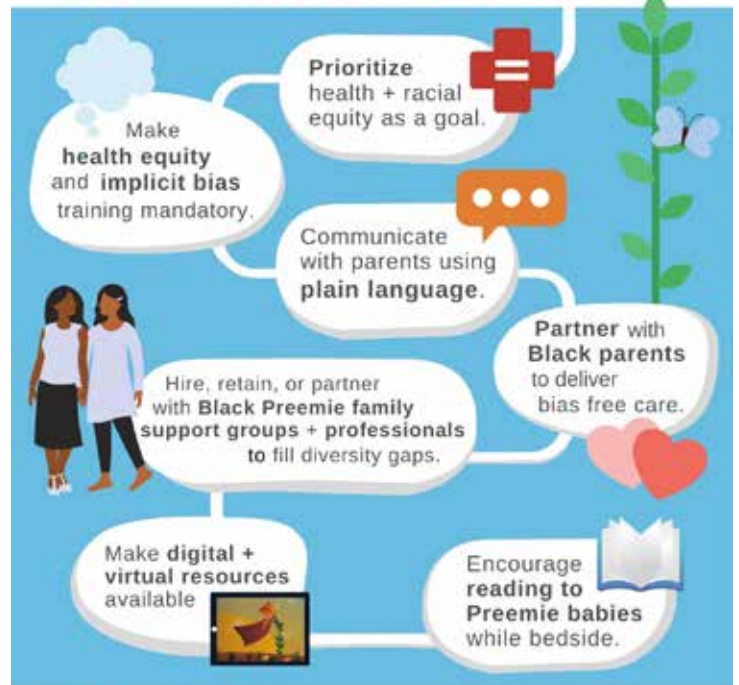 Prioritize
health + racial
equity as a goal.
Make
health equity
and implicit bias
training mandatory.
Communicate
with parents using
plain language.
Partner with
Black parents
to deliver
bias free care.
Hire, retain, or partner
with Black Preemie family
support groups + professionals
to fill diversity gaps.
Make digital +
virtual resources
available
Encourage
reading to
Preemie babies
while bedside.